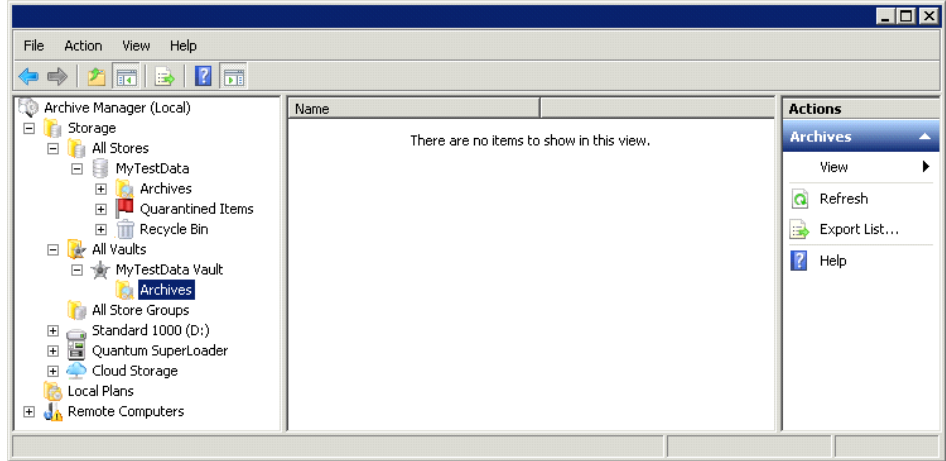 File Action View Help
Archive Manager (Local)
Storage
All Stores
MyTestData
Archives
Quarantined Items
Recycle Bin
All Vaults
MyTestData Vault
Archives
All Store Groups
Standard 1000 (D:)
Quantum SuperLoader
Cloud Storage
Local Plans
Remote Computers
Name
There are no items to show in this view.
Actions
Archives
View
Refresh
Export List...
Help